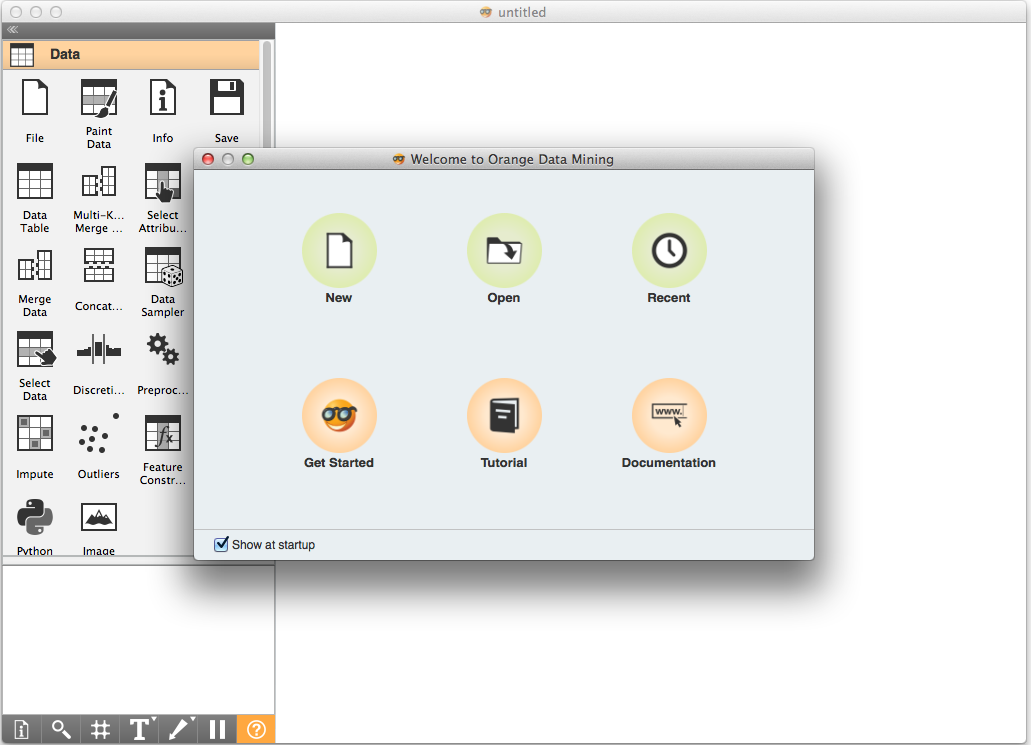 untitled
Data
File
Paint
Data
Info
Save
Data
Table
Multi-K...
Merge ...
Select
Attribu...
Merge
Data
Concat...
Data
Sampler
Select
Data
Discreti...
Preproc...
Impute
Outliers
Feature
Constr...
Python
Image
Welcome to Orange Data Mining
New
Open
Recent
Get Started
Tutorial
www.
Documentation
Show at startup